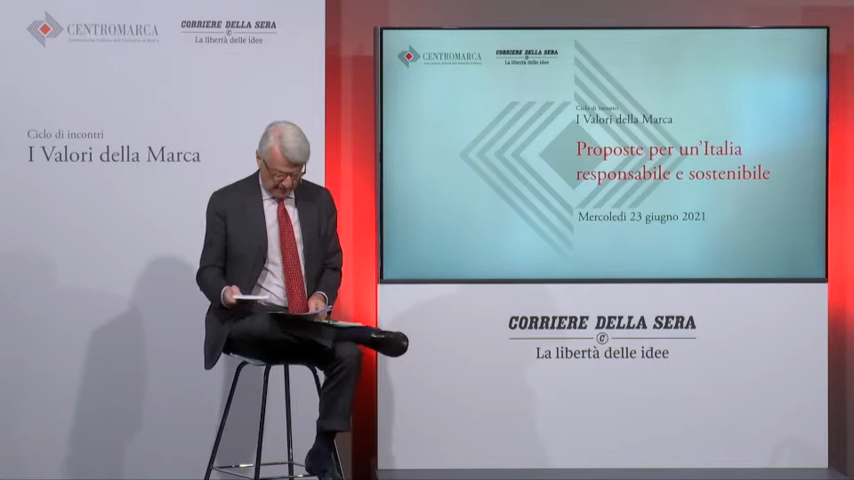 CENTROMARCA
CORRIERE DELLA SERA
La libertà delle idee
Ciclo di incontri
I Valori della Marca
CENTROMARCA
CORRIERE DELLA SERA
La libertà delle idee
Ciclo di incontri
I Valori della Marca
Proposte per un'Italia
responsabile e sostenibile
Mercoledì 23 giugno 2021
CORRIERE DELLA SERA
C
La libertà delle idee